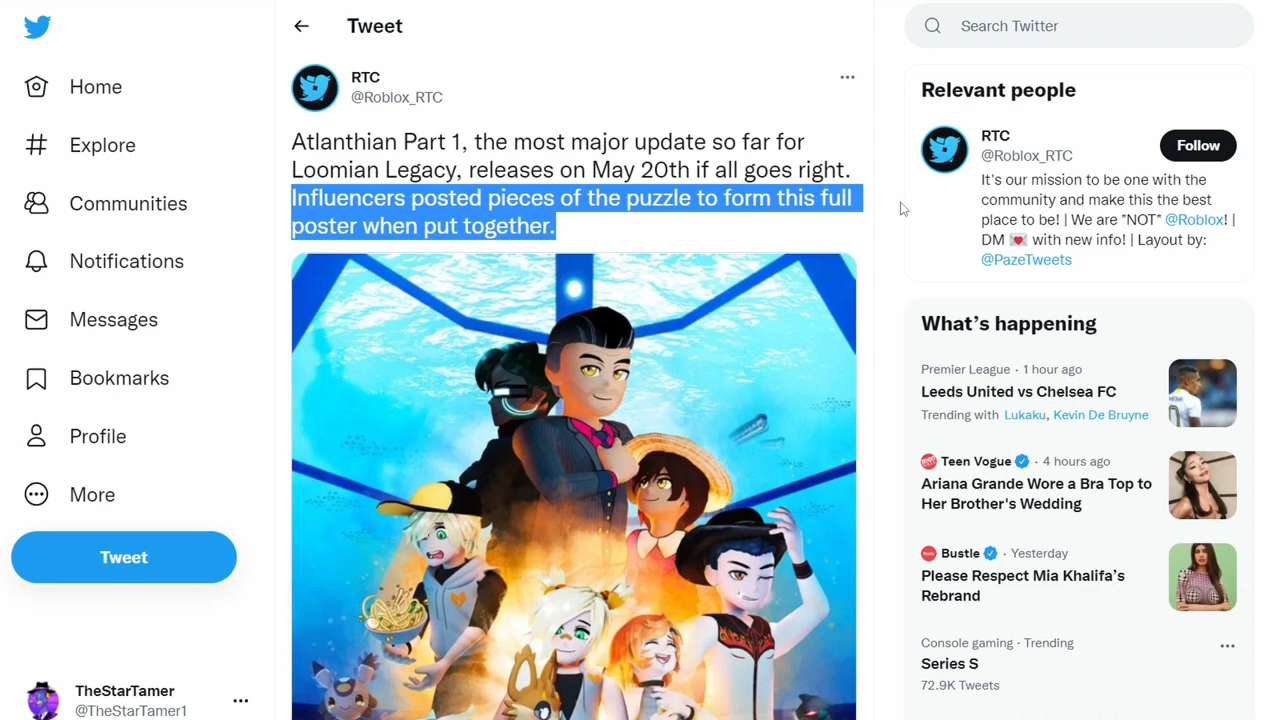 Home
Explore
Communities
Notifications
Messages
Bookmarks
Profile
More
Tweet
TheStarTamer
@TheStarTamer1
Tweet
RTC
@Roblox_RTC
Atlanthian Part 1, the most major update so far for
Loomian Legacy, releases on May 20th if all goes right.
Influencers posted pieces of the puzzle to form this full
poster when put together.
Search Twitter
Relevant people
RTC
@Roblox_RTC
Follow
It's our mission to be one with the
community and make this the best
place to be! | We are "NOT" @Roblox! |
DM 💌 with new info! | Layout by:
@PazeTweets
What's happening
Premier League · 1 hour ago
Leeds United vs Chelsea FC
Trending with Lukaku, Kevin De Bruyne
Teen Vogue · 4 hours ago
Ariana Grande Wore a Bra Top to
Her Brother's Wedding
Bustle · Yesterday
Please Respect Mia Khalifa's
Rebrand
Console gaming · Trending
Series S
72.9K Tweets